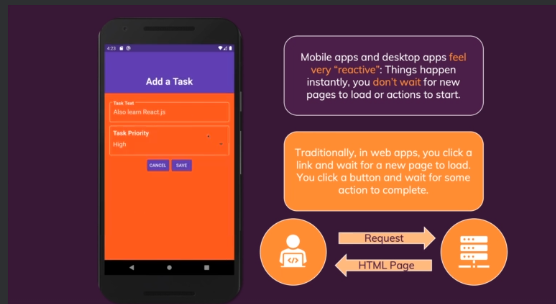 4:23
Add a Task
Task Text
Also learn React.js
Task Priority
High
CANCEL
SAVE
Mobile apps and desktop apps feel
very "reactive": Things happen
instantly, you don't wait for new
pages to load or actions to start.
Traditionally, in web apps, you click a
link and wait for a new page to load.
You click a button and wait for some
action to complete.
Request
HTML Page